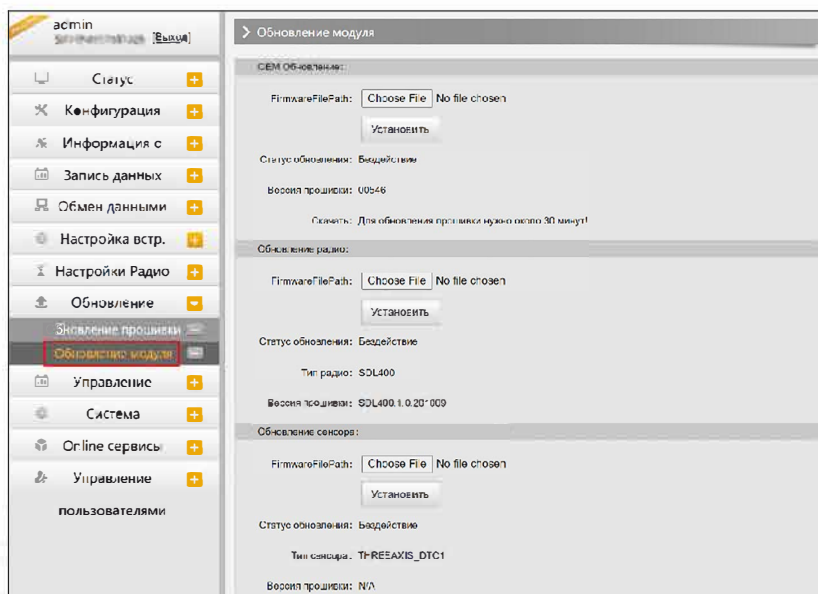 admin
[Выход]
Обновление модуля
Статус
Конфигурация
Информация с
Запись данных
Обмен данными
Настройка встр.
Настройки Радио
Обновление
Обновление модуля
Управление
Система
Online сервисы
Управление
пользователями
OEM Обновление:
FirmwareFilePath: Choose File No file chosen
Установить
Статус обновления: Бездействие
Версия прошивки: 00546
Скачать: Для обновления прошивки нужно около 30 минут!
Обновление радио:
FirmwareFilePath: Choose File No file chosen
Установить
Статус обновления: Бездействие
Тип радио: SDL400
Версия прошивки: SDL400.1.0.201009
Обновление сенсора:
FirmwareFilePath: Choose File No file chosen
Установить
Статус обновления: Бездействие
Тип сенсора: THREEAXIS_DTC1
Версия прошивки: N/A